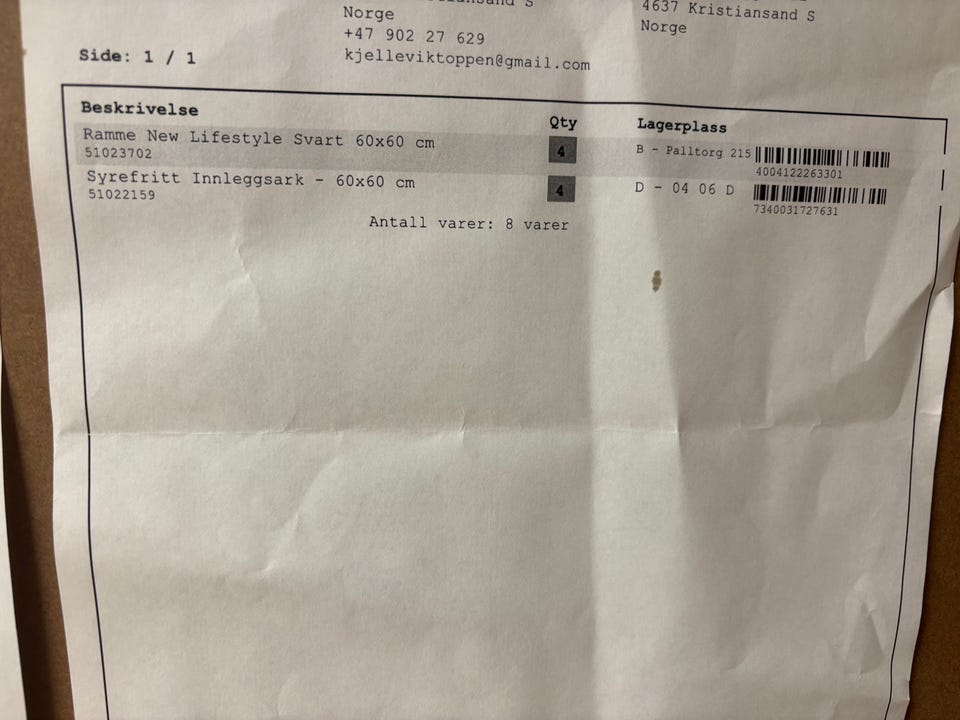 S
Norge
+47 902 27 629
kjelleviktoppen@gmail.com
4637 Kristiansand S
Norge
Side: 1 / 1
Beskrivelse Qty Lagerplass
Ramme New Lifestyle Svart 60x60 cm 4 B - Palltorg 215
51023702 4004122263301
Syrefritt Innleggsark - 60x60 cm 4 D - 04 06 D
51022159 7340031727631
Antall varer: 8 varer